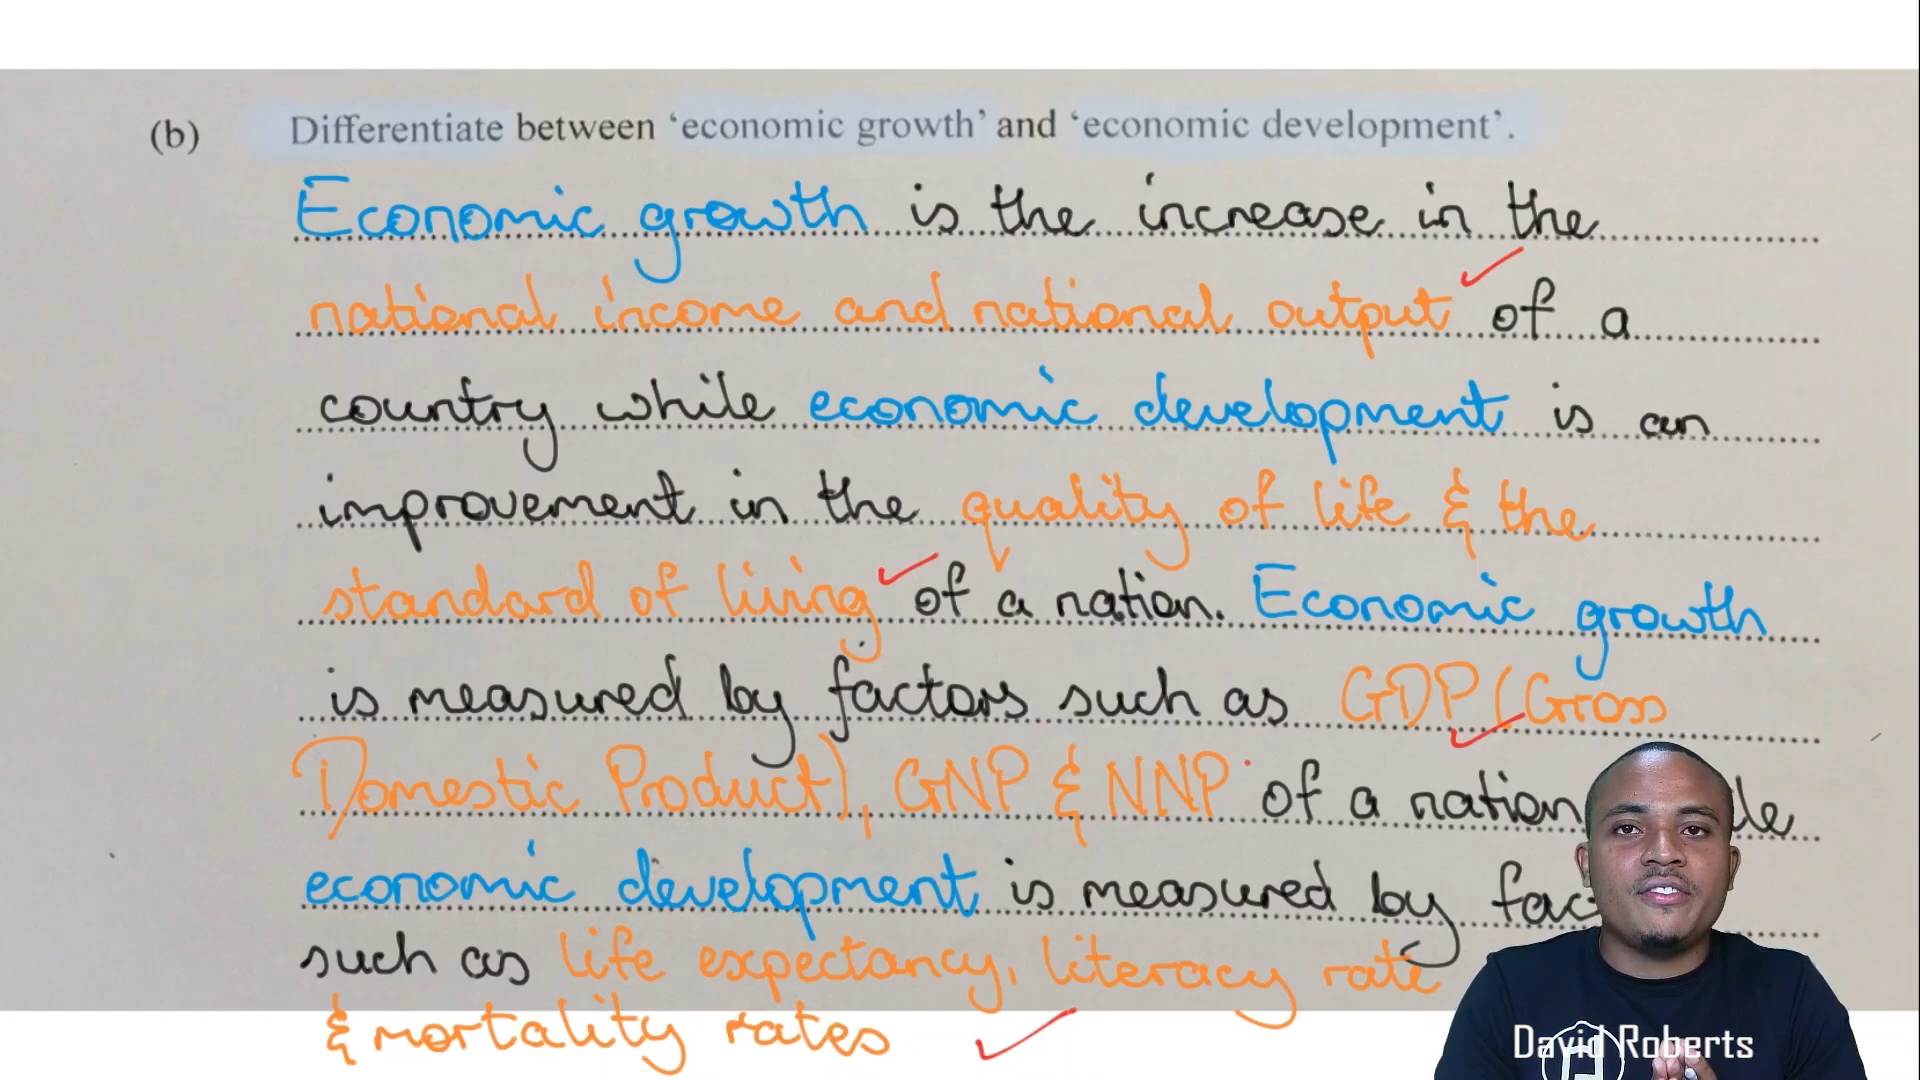 (b) Differentiate between ‘economic growth’ and ‘economic development’.
Economic growth is the increase in the
national income and national output of a
country while economic development is an
improvement in the quality of life & the
standard of living of a nation. Economic growth
is measured by factors such as GDP (Gross
Domestic Product), GNP & NNP of a nation
economic development is measured by
such as life expectancy, literacy rate
& mortality rates
David Roberts